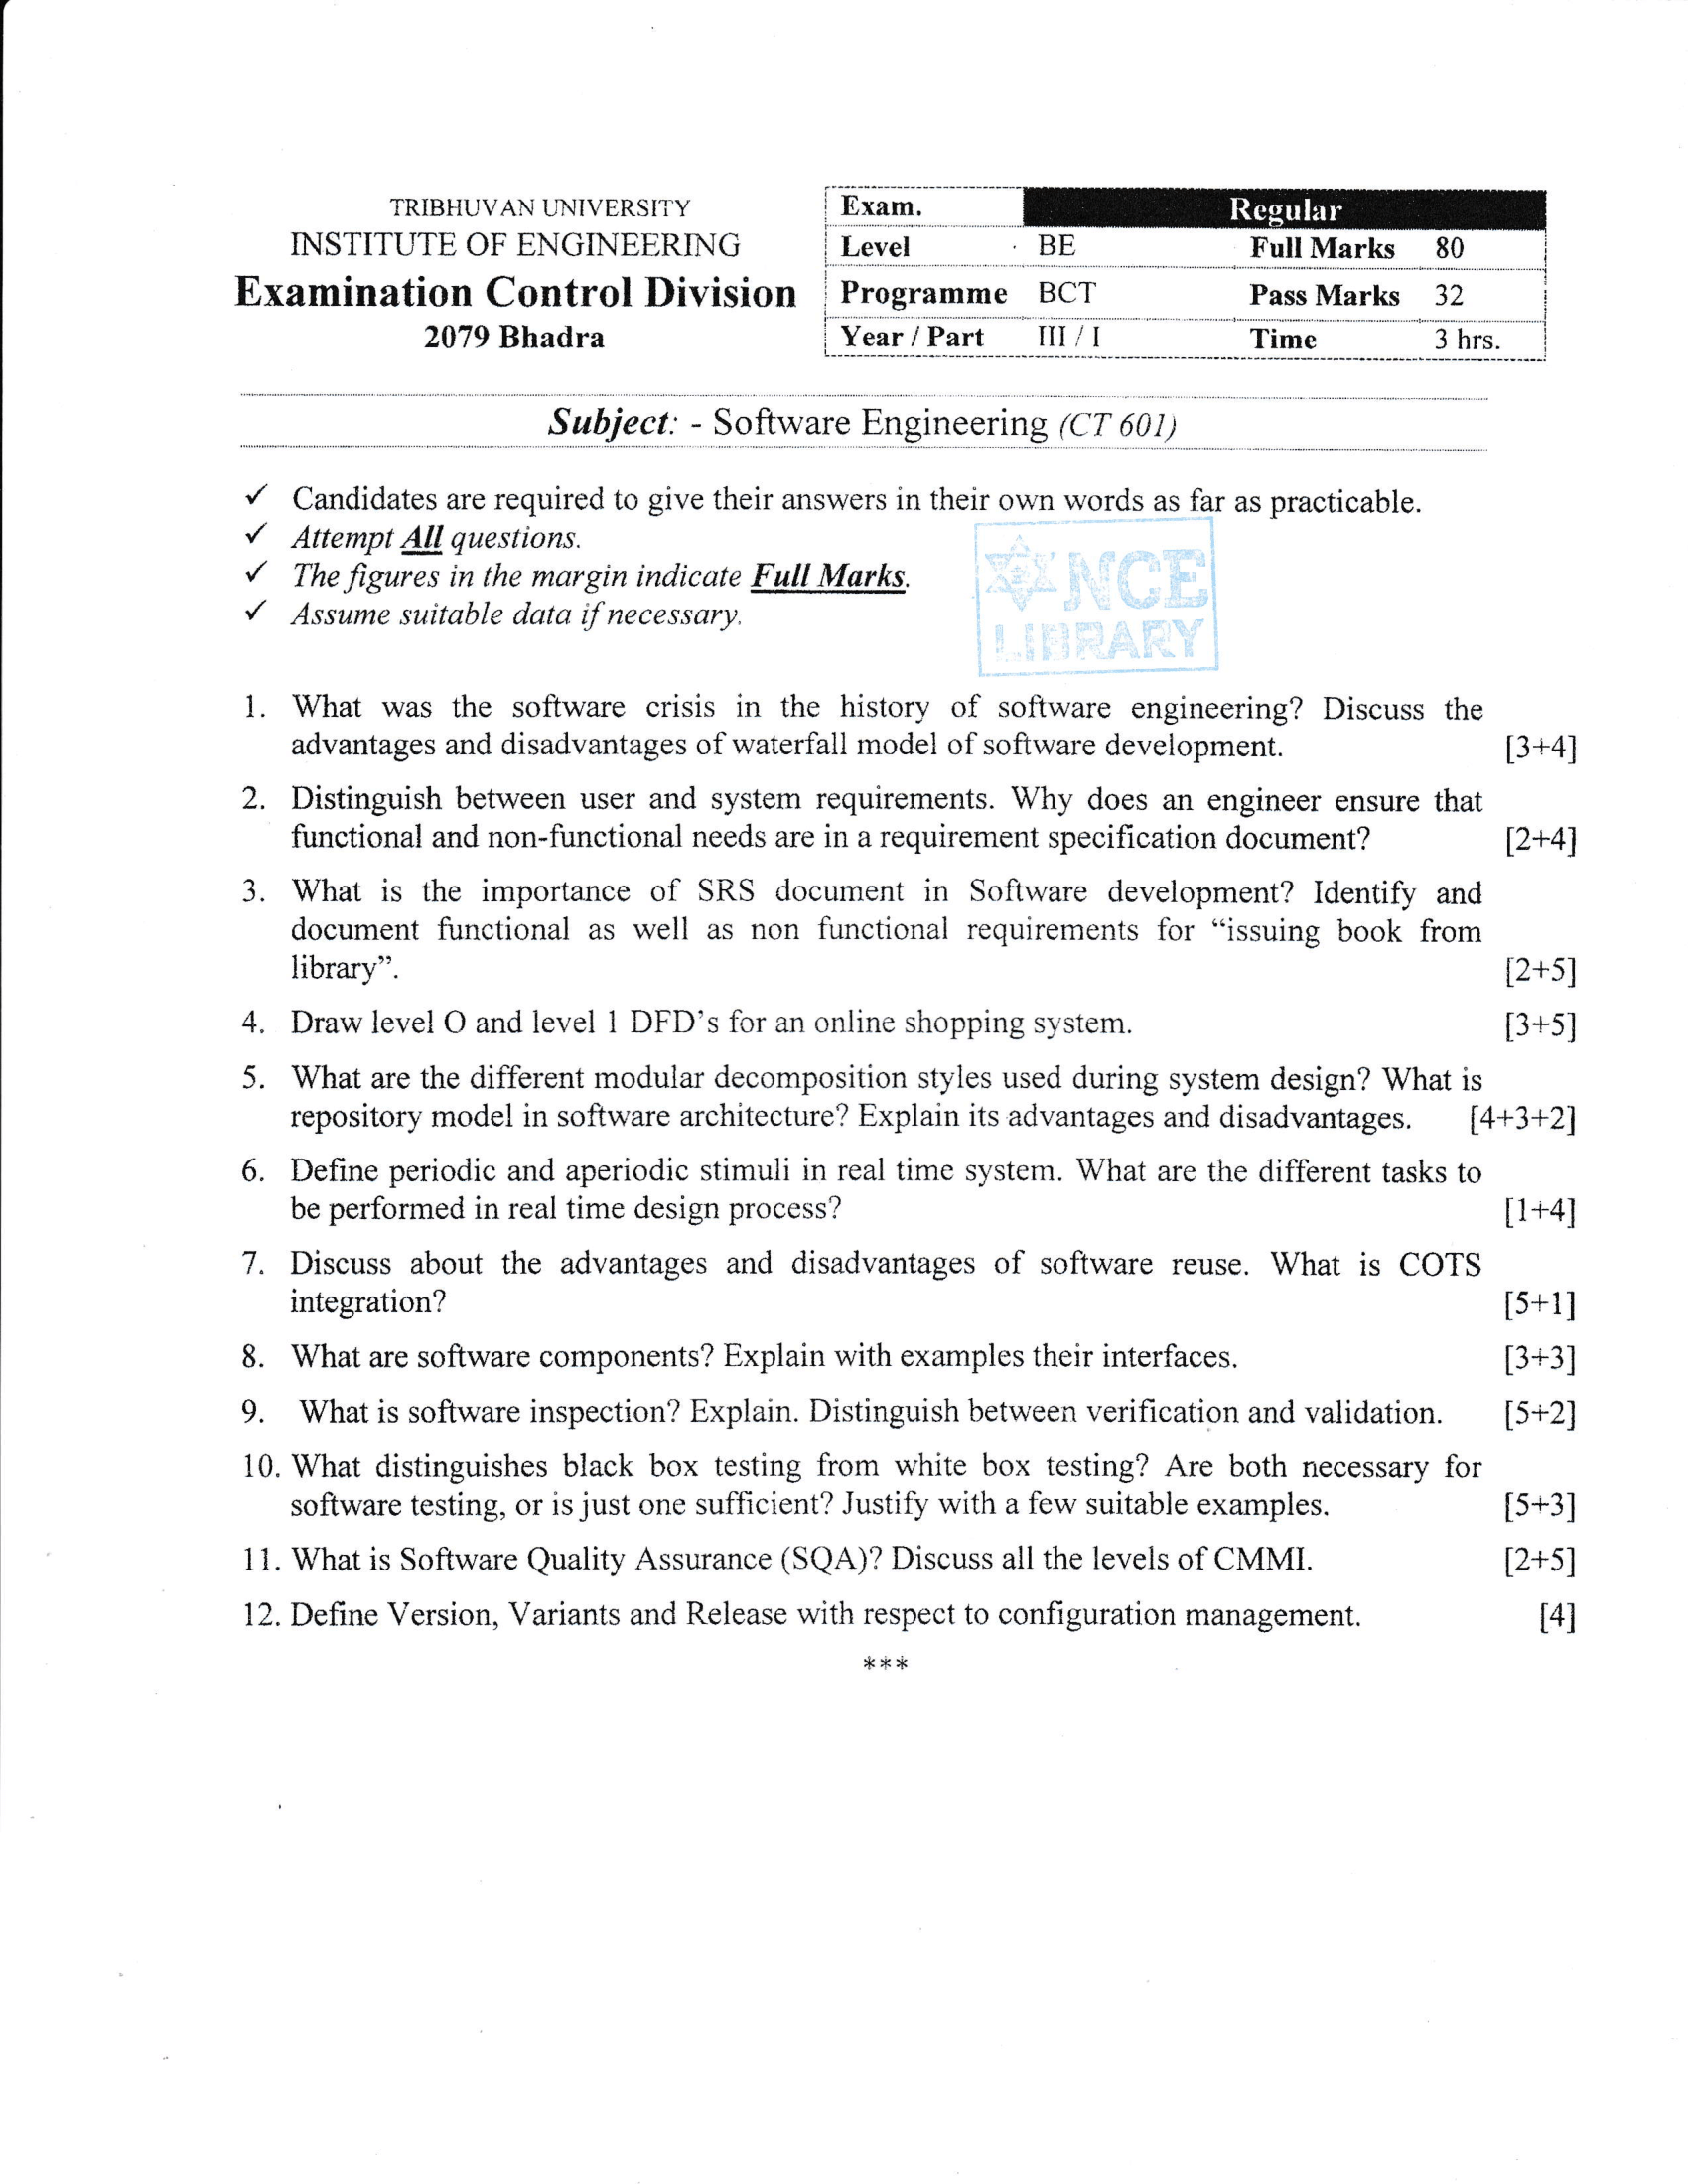 TRIBHUVAN UNIVERSITY
INSTITUTE OF ENGINEERING
Examination Control Division
2079 Bhadra
Exam. Regular
Level BE Full Marks 80
Programme BCT Pass Marks 32
Year / Part III / I Time 3 hrs.
Subject: - Software Engineering (CT 601)
✓ Candidates are required to give their answers in their own words as far as practicable.
✓ Attempt All questions.
✓ The figures in the margin indicate Full Marks.
✓ Assume suitable data if necessary.
NCE
LIBRARY
1. What was the software crisis in the history of software engineering? Discuss the
advantages and disadvantages of waterfall model of software development. [3+4]
2. Distinguish between user and system requirements. Why does an engineer ensure that
functional and non-functional needs are in a requirement specification document? [2+4]
3. What is the importance of SRS document in Software development? Identify and
document functional as well as non functional requirements for “issuing book from
library”. [2+5]
4. Draw level O and level 1 DFD’s for an online shopping system. [3+5]
5. What are the different modular decomposition styles used during system design? What is
repository model in software architecture? Explain its advantages and disadvantages. [4+3+2]
6. Define periodic and aperiodic stimuli in real time system. What are the different tasks to
be performed in real time design process? [1+4]
7. Discuss about the advantages and disadvantages of software reuse. What is COTS
integration? [5+1]
8. What are software components? Explain with examples their interfaces. [3+3]
9. What is software inspection? Explain. Distinguish between verification and validation. [5+2]
10. What distinguishes black box testing from white box testing? Are both necessary for
software testing, or is just one sufficient? Justify with a few suitable examples. [5+3]
11. What is Software Quality Assurance (SQA)? Discuss all the levels of CMMI. [2+5]
12. Define Version, Variants and Release with respect to configuration management. [4]
***